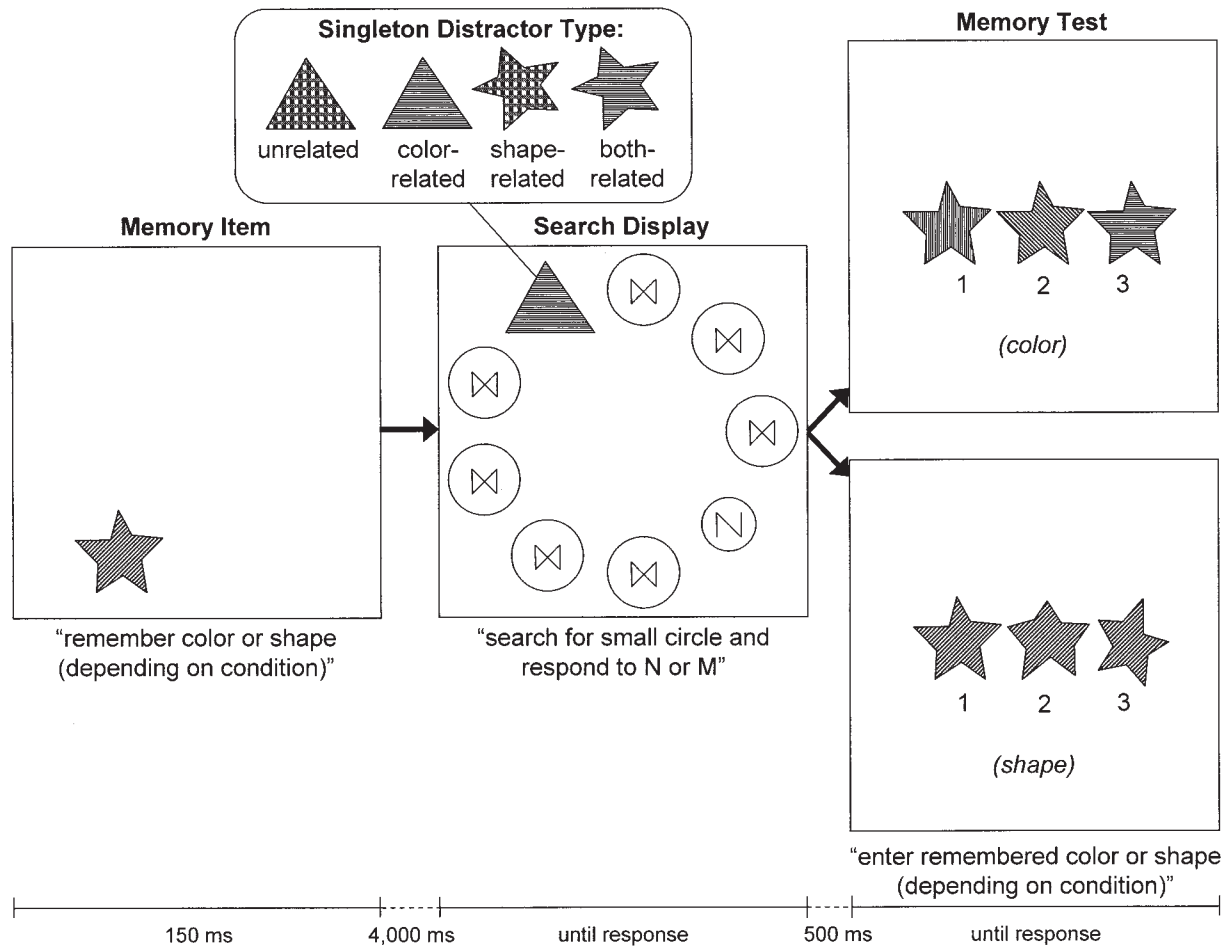 Singleton Distractor Type:
unrelated
color-
related
shape-
related
both-
related
Memory Item
“remember color or shape
(depending on condition)”
Search Display
N
“search for small circle and
respond to N or M”
Memory Test
1 2 3
(color)
1 2 3
(shape)
“enter remembered color or shape
(depending on condition)”
150 ms 4,000 ms until response 500 ms until response